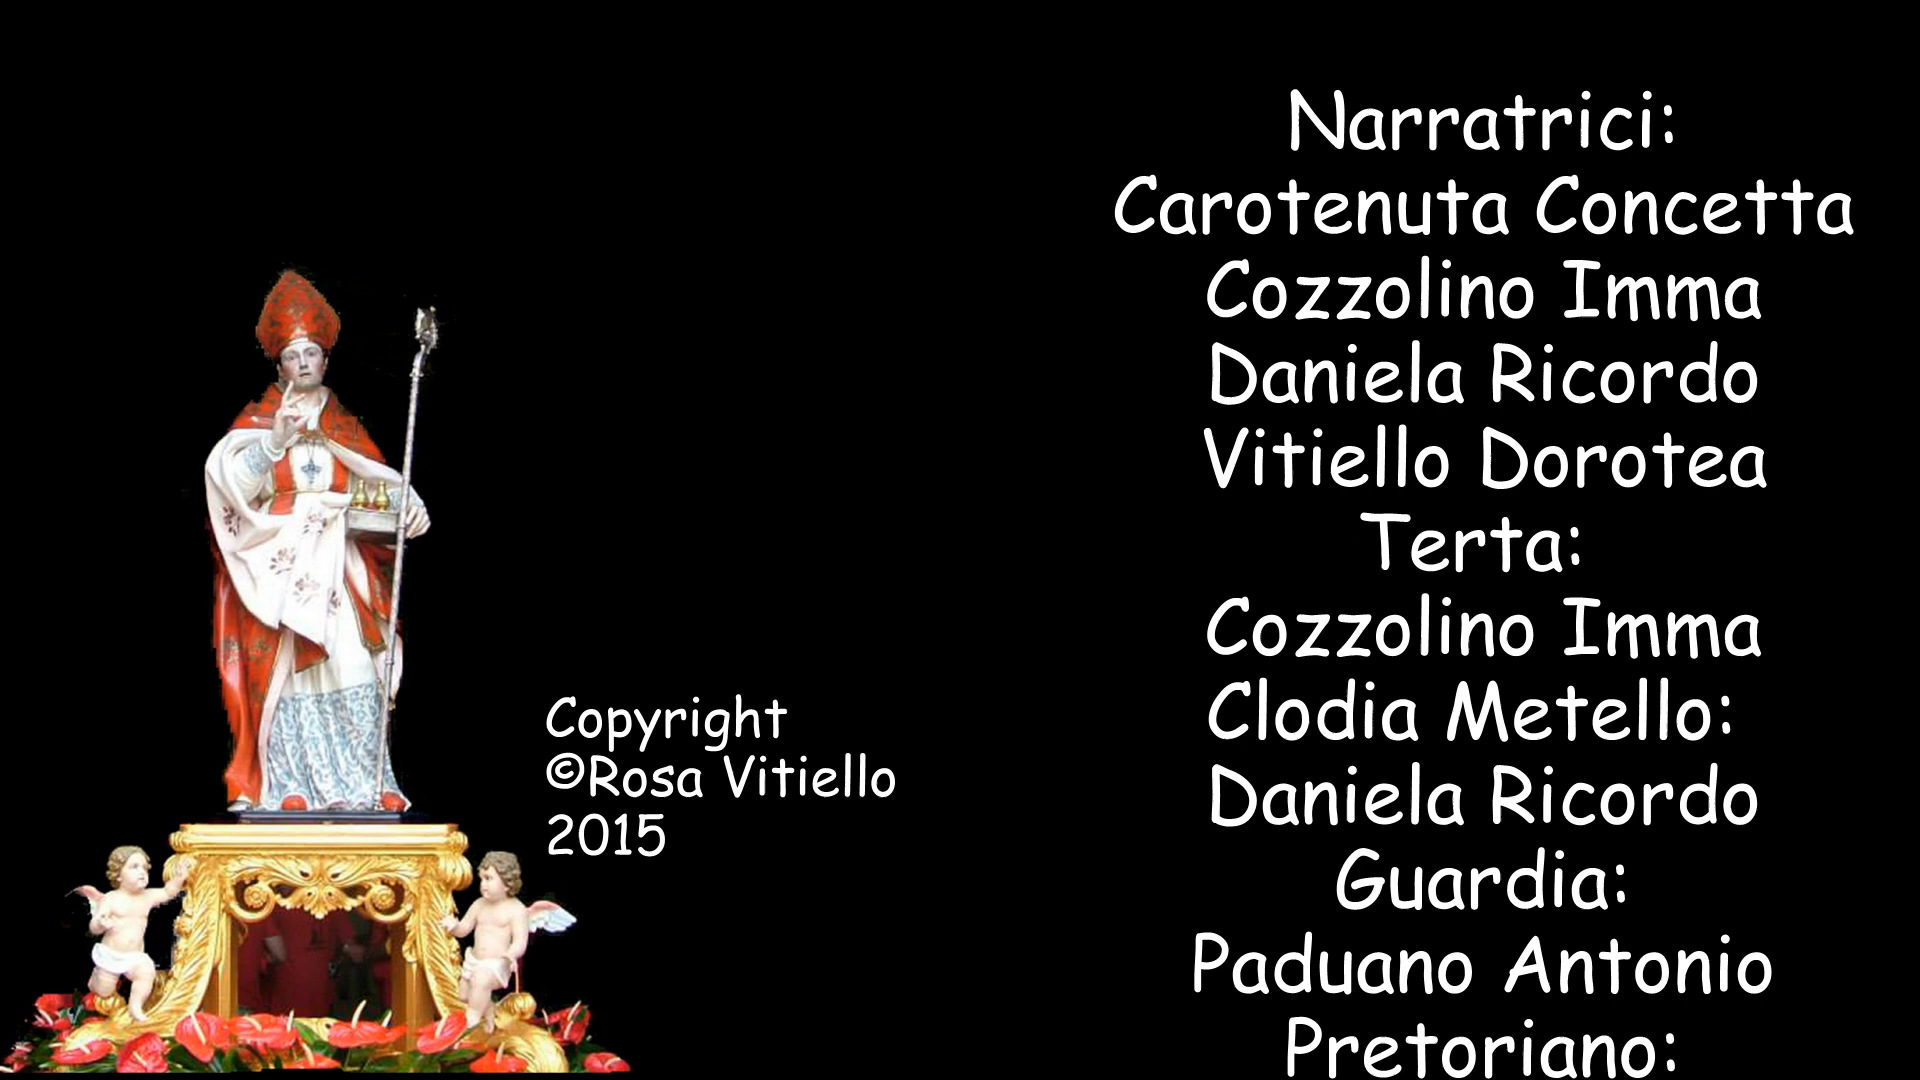 Narratrici:
Carotenuta Concetta
Cozzolino Imma
Daniela Ricordo
Vitiello Dorotea
Terta:
Cozzolino Imma
Clodia Metello:
Daniela Ricordo
Guardia:
Paduano Antonio
Pretoriano:
Copyright
©Rosa Vitiello
2015